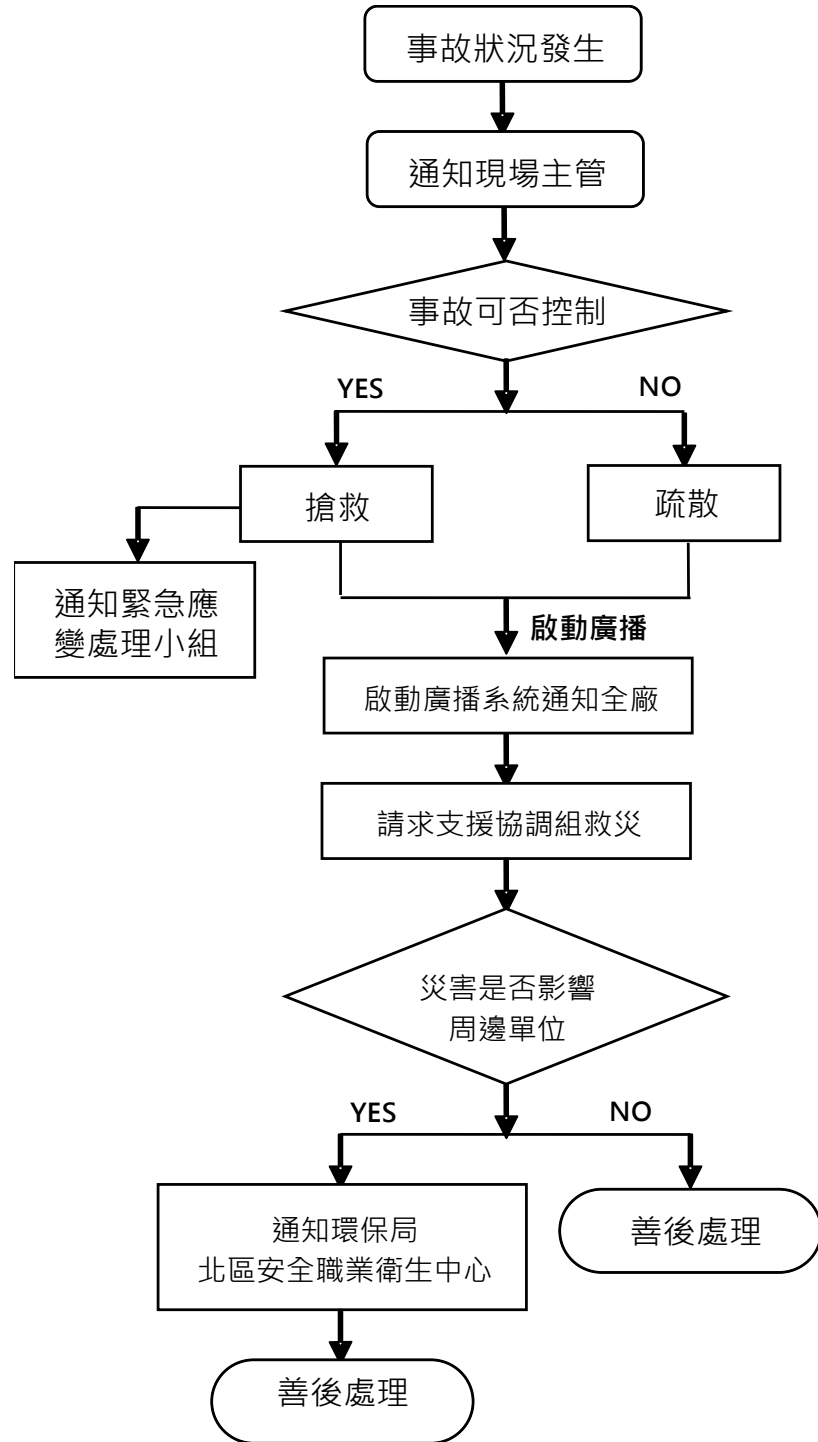 事故狀況發生
通知現場主管
事故可否控制
YES
NO
搶救
疏散
通知緊急應
變處理小組
啟動廣播
啟動廣播系統通知全廠
請求支援協調組救災
災害是否影響
周邊單位
YES
NO
通知環保局
北區安全職業衛生中心
善後處理
善後處理